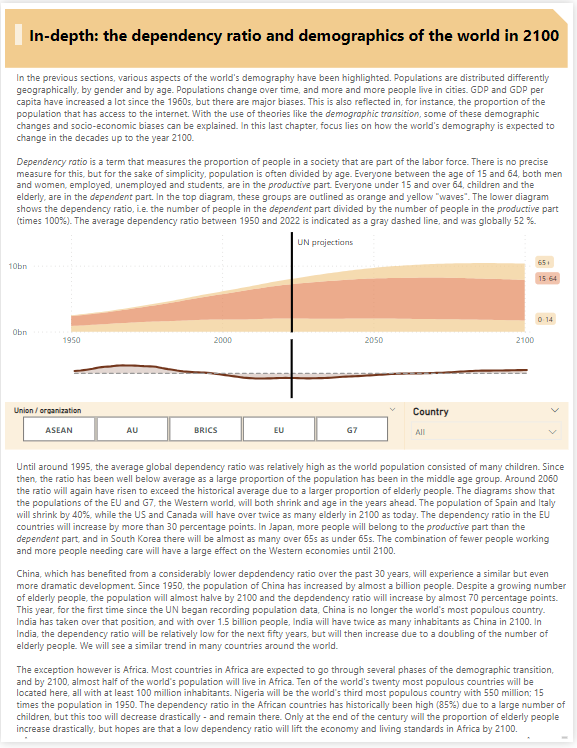 In-depth: the dependency ratio and demographics of the world in 2100
In the previous sections, various aspects of the world's demography have been highlighted. Populations are distributed differently
geographically, by gender and by age. Populations change over time, and more and more people live in cities. GDP and GDP per
capita have increased a lot since the 1960s, but there are major biases. This is also reflected in, for instance, the proportion of the
population that has access to the internet. With the use of theories like the demographic transition, some of these demographic
changes and socio-economic biases can be explained. In this last chapter, focus lies on how the world's demography is expected to
change in the decades up to the year 2100.
Dependency ratio is a term that measures the proportion of people in a society that are part of the labor force. There is no precise
measure for this, but for the sake of simplicity, population is often divided by age. Everyone between the age of 15 and 64, both men
and women, employed, unemployed and students, are in the productive part. Everyone under 15 and over 64, children and the
elderly, are in the dependent part. In the top diagram, these groups are outlined as orange and yellow "waves". The lower diagram
shows the dependency ratio, i.e. the number of people in the dependent part divided by the number of people in the productive part
(times 100%). The average dependency ratio between 1950 and 2022 is indicated as a gray dashed line, and was globally 52 %.
UN projections
10bn
65+
15-64
0-14
0bn
1950
2000
2050
2100
Union / organization
ASEAN
AU
BRICS
EU
G7
Country
All
Until around 1995, the average global dependency ratio was relatively high as the world population consisted of many children. Since
then, the ratio has been well below average as a large proportion of the population has been in the middle age group. Around 2060
the ratio will again have risen to exceed the historical average due to a larger proportion of elderly people. The diagrams show that
the populations of the EU and G7, the Western world, will both shrink and age in the years ahead. The population of Spain and Italy
will shrink by 40%, while the US and Canada will have over twice as many elderly in 2100 as today. The dependency ratio in the EU
countries will increase by more than 30 percentage points. In Japan, more people will belong to the productive part than the
dependent part, and in South Korea there will be almost as many over 65s as under 65s. The combination of fewer people working
and more people needing care will have a large effect on the Western economies until 2100.
China, which has benefited from a considerably lower dependency ratio over the past 30 years, will experience a similar but even
more dramatic development. Since 1950, the population of China has increased by almost a billion people. Despite a growing number
of elderly people, the population will almost halve by 2100 and the depdendency ratio will increase by almost 70 percentage points.
This year, for the first time since the UN began recording population data, China is no longer the world's most populous country.
India has taken over that position, and with over 1.5 billion people, India will have twice as many inhabitants as China in 2100. In
India, the dependency ratio will be relatively low for the next fifty years, but will then increase due to a doubling of the number of
elderly people. We will see a similar trend in many countries around the world.
The exception however is Africa. Most countries in Africa are expected to go through several phases of the demographic transition,
and by 2100, almost half of the world's population will live in Africa. Ten of the world's twenty most populous countries will be
located here, all with at least 100 million inhabitants. Nigeria will be the world's third most populous country with 550 million; 15
times the population in 1950. The dependency ratio in the African countries has historically been high (85%) due to a large number of
children, but this too will decrease drastically - and remain there. Only at the end of the century will the proportion of elderly people
increase drastically, but hopes are that a low dependency ratio will lift the economy and living standards in Africa by 2100.